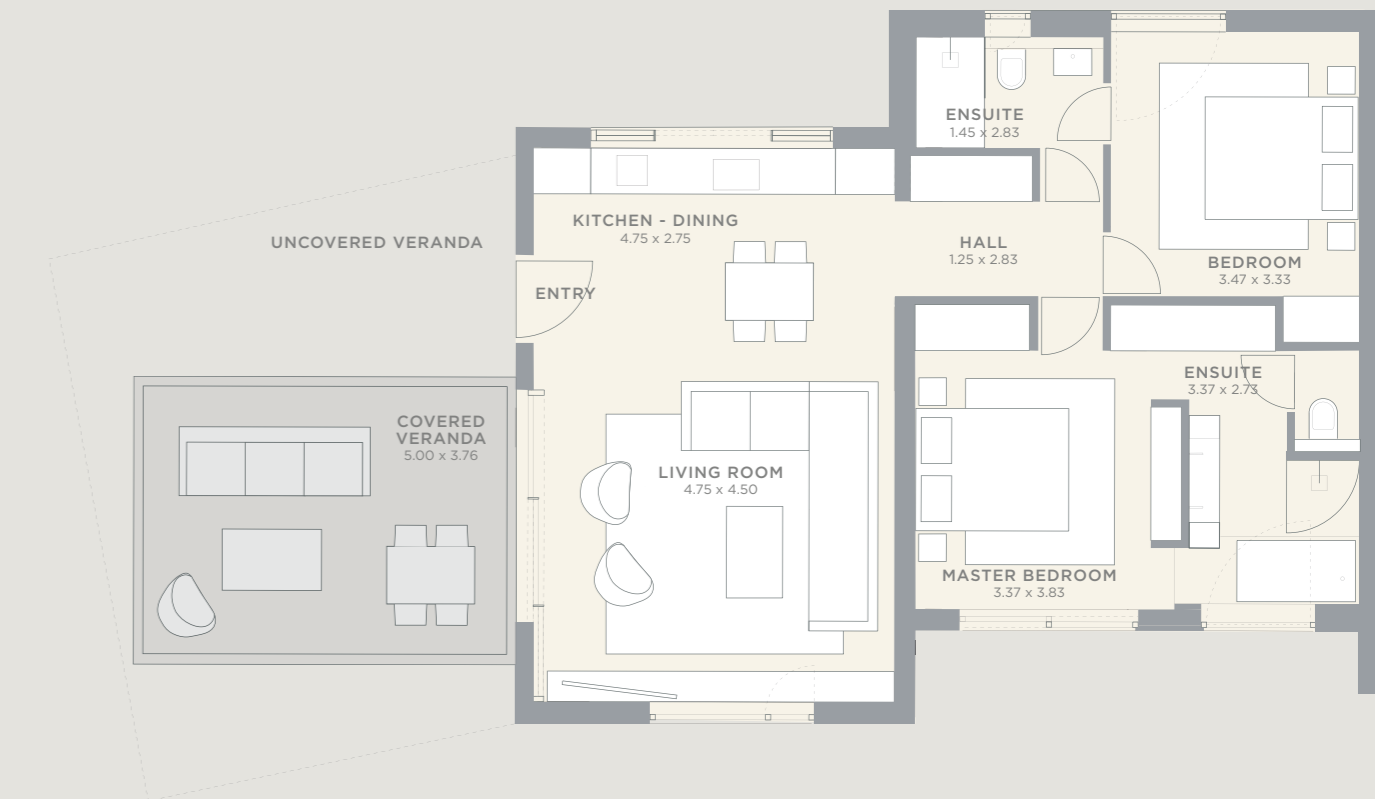 ENSUITE
1.45 x 2.83
KITCHEN - DINING
4.75 x 2.75
UNCOVERED VERANDA
HALL
1.25 x 2.83
BEDROOM
3.47 x 3.33
ENTRY
ENSUITE
3.37 x 2.73
COVERED
VERANDA
5.00 x 3.76
LIVING ROOM
4.75 x 4.50
MASTER BEDROOM
3.37 x 3.83